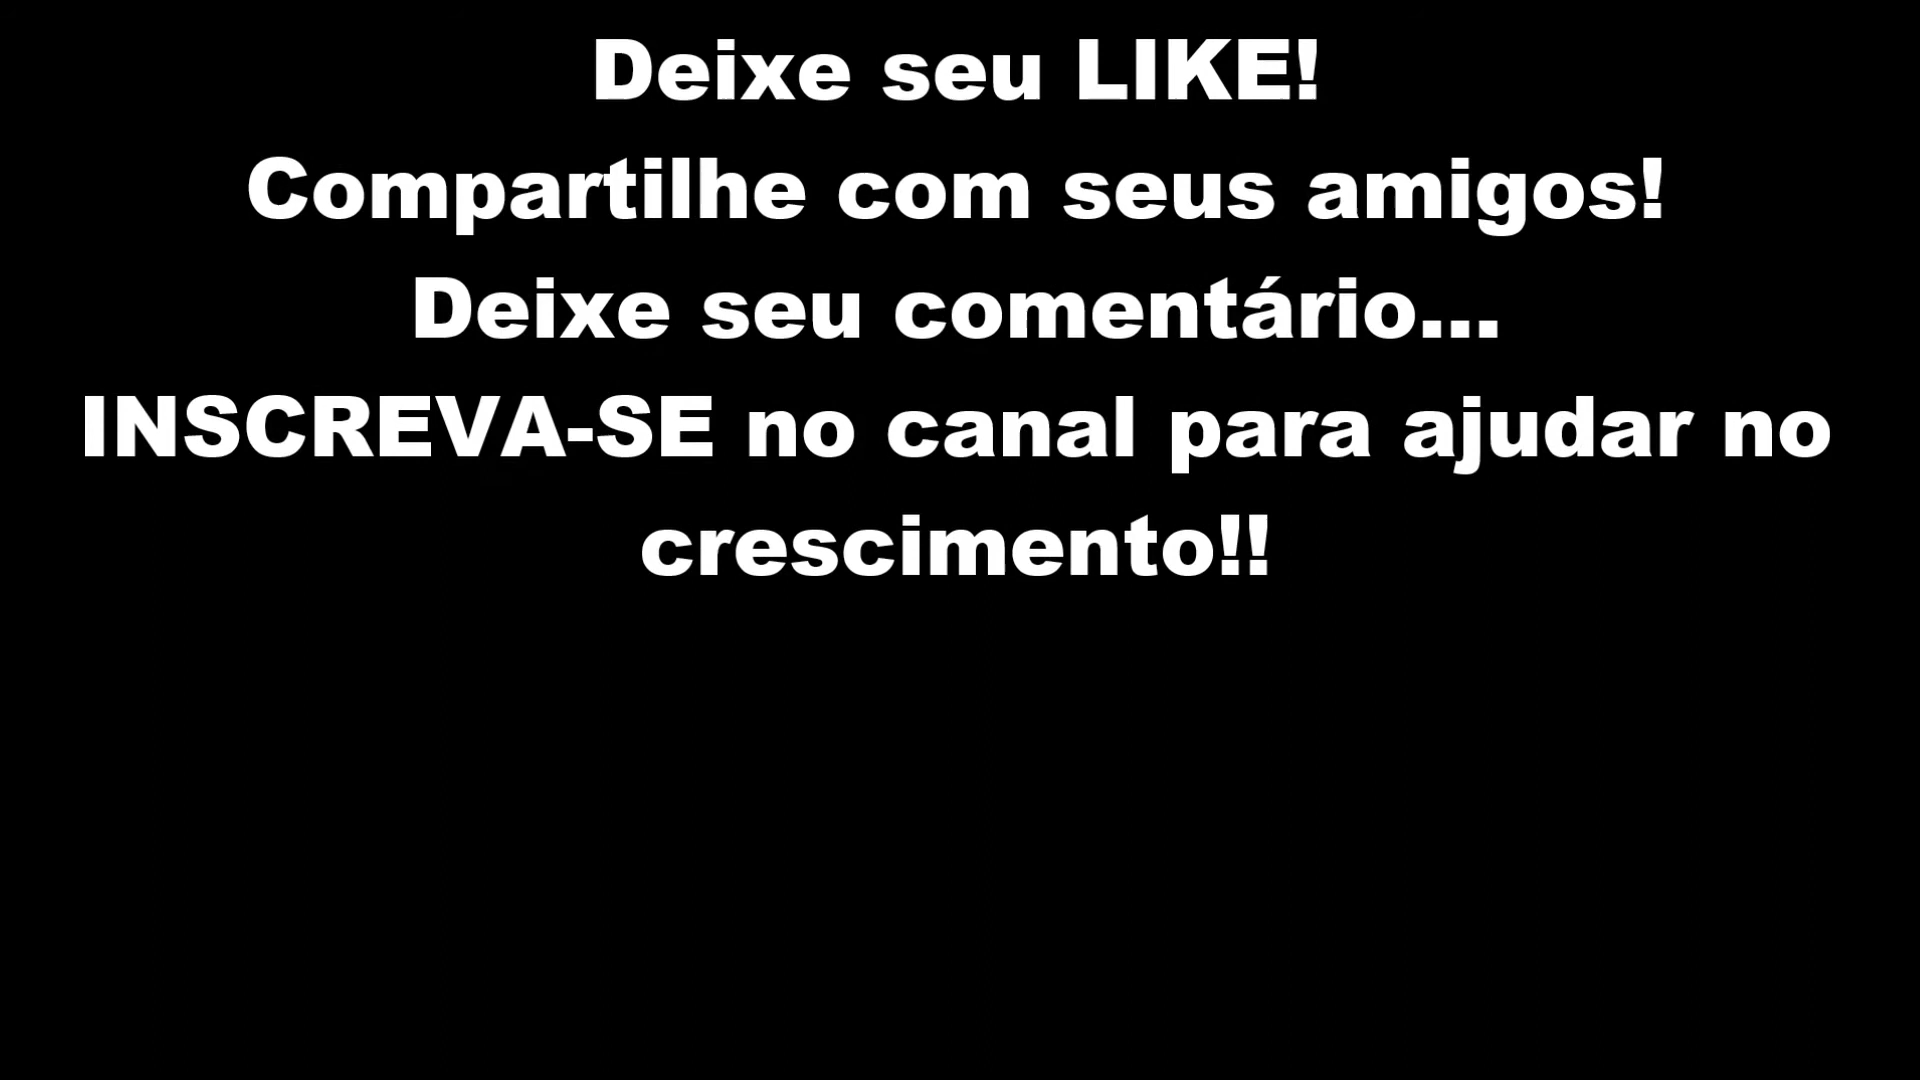 Deixe seu LIKE!
Compartilhe com seus amigos!
Deixe seu comentário...
INSCREVA-SE no canal para ajudar no
crescimento!!